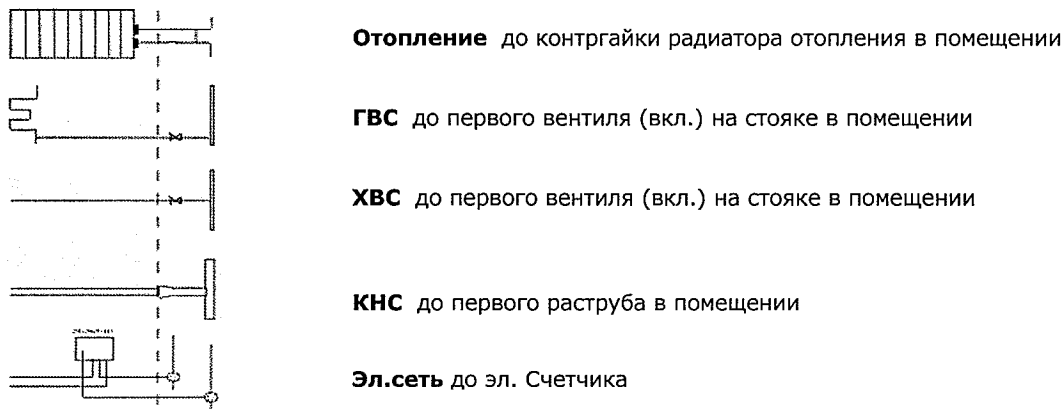 Отопление до контргайки радиатора отопления в помещении
ГВС до первого вентиля (вкл.) на стояке в помещении
ХВС до первого вентиля (вкл.) на стояке в помещении
КНС до первого раструба в помещении
Эл.сеть до эл. Счетчика